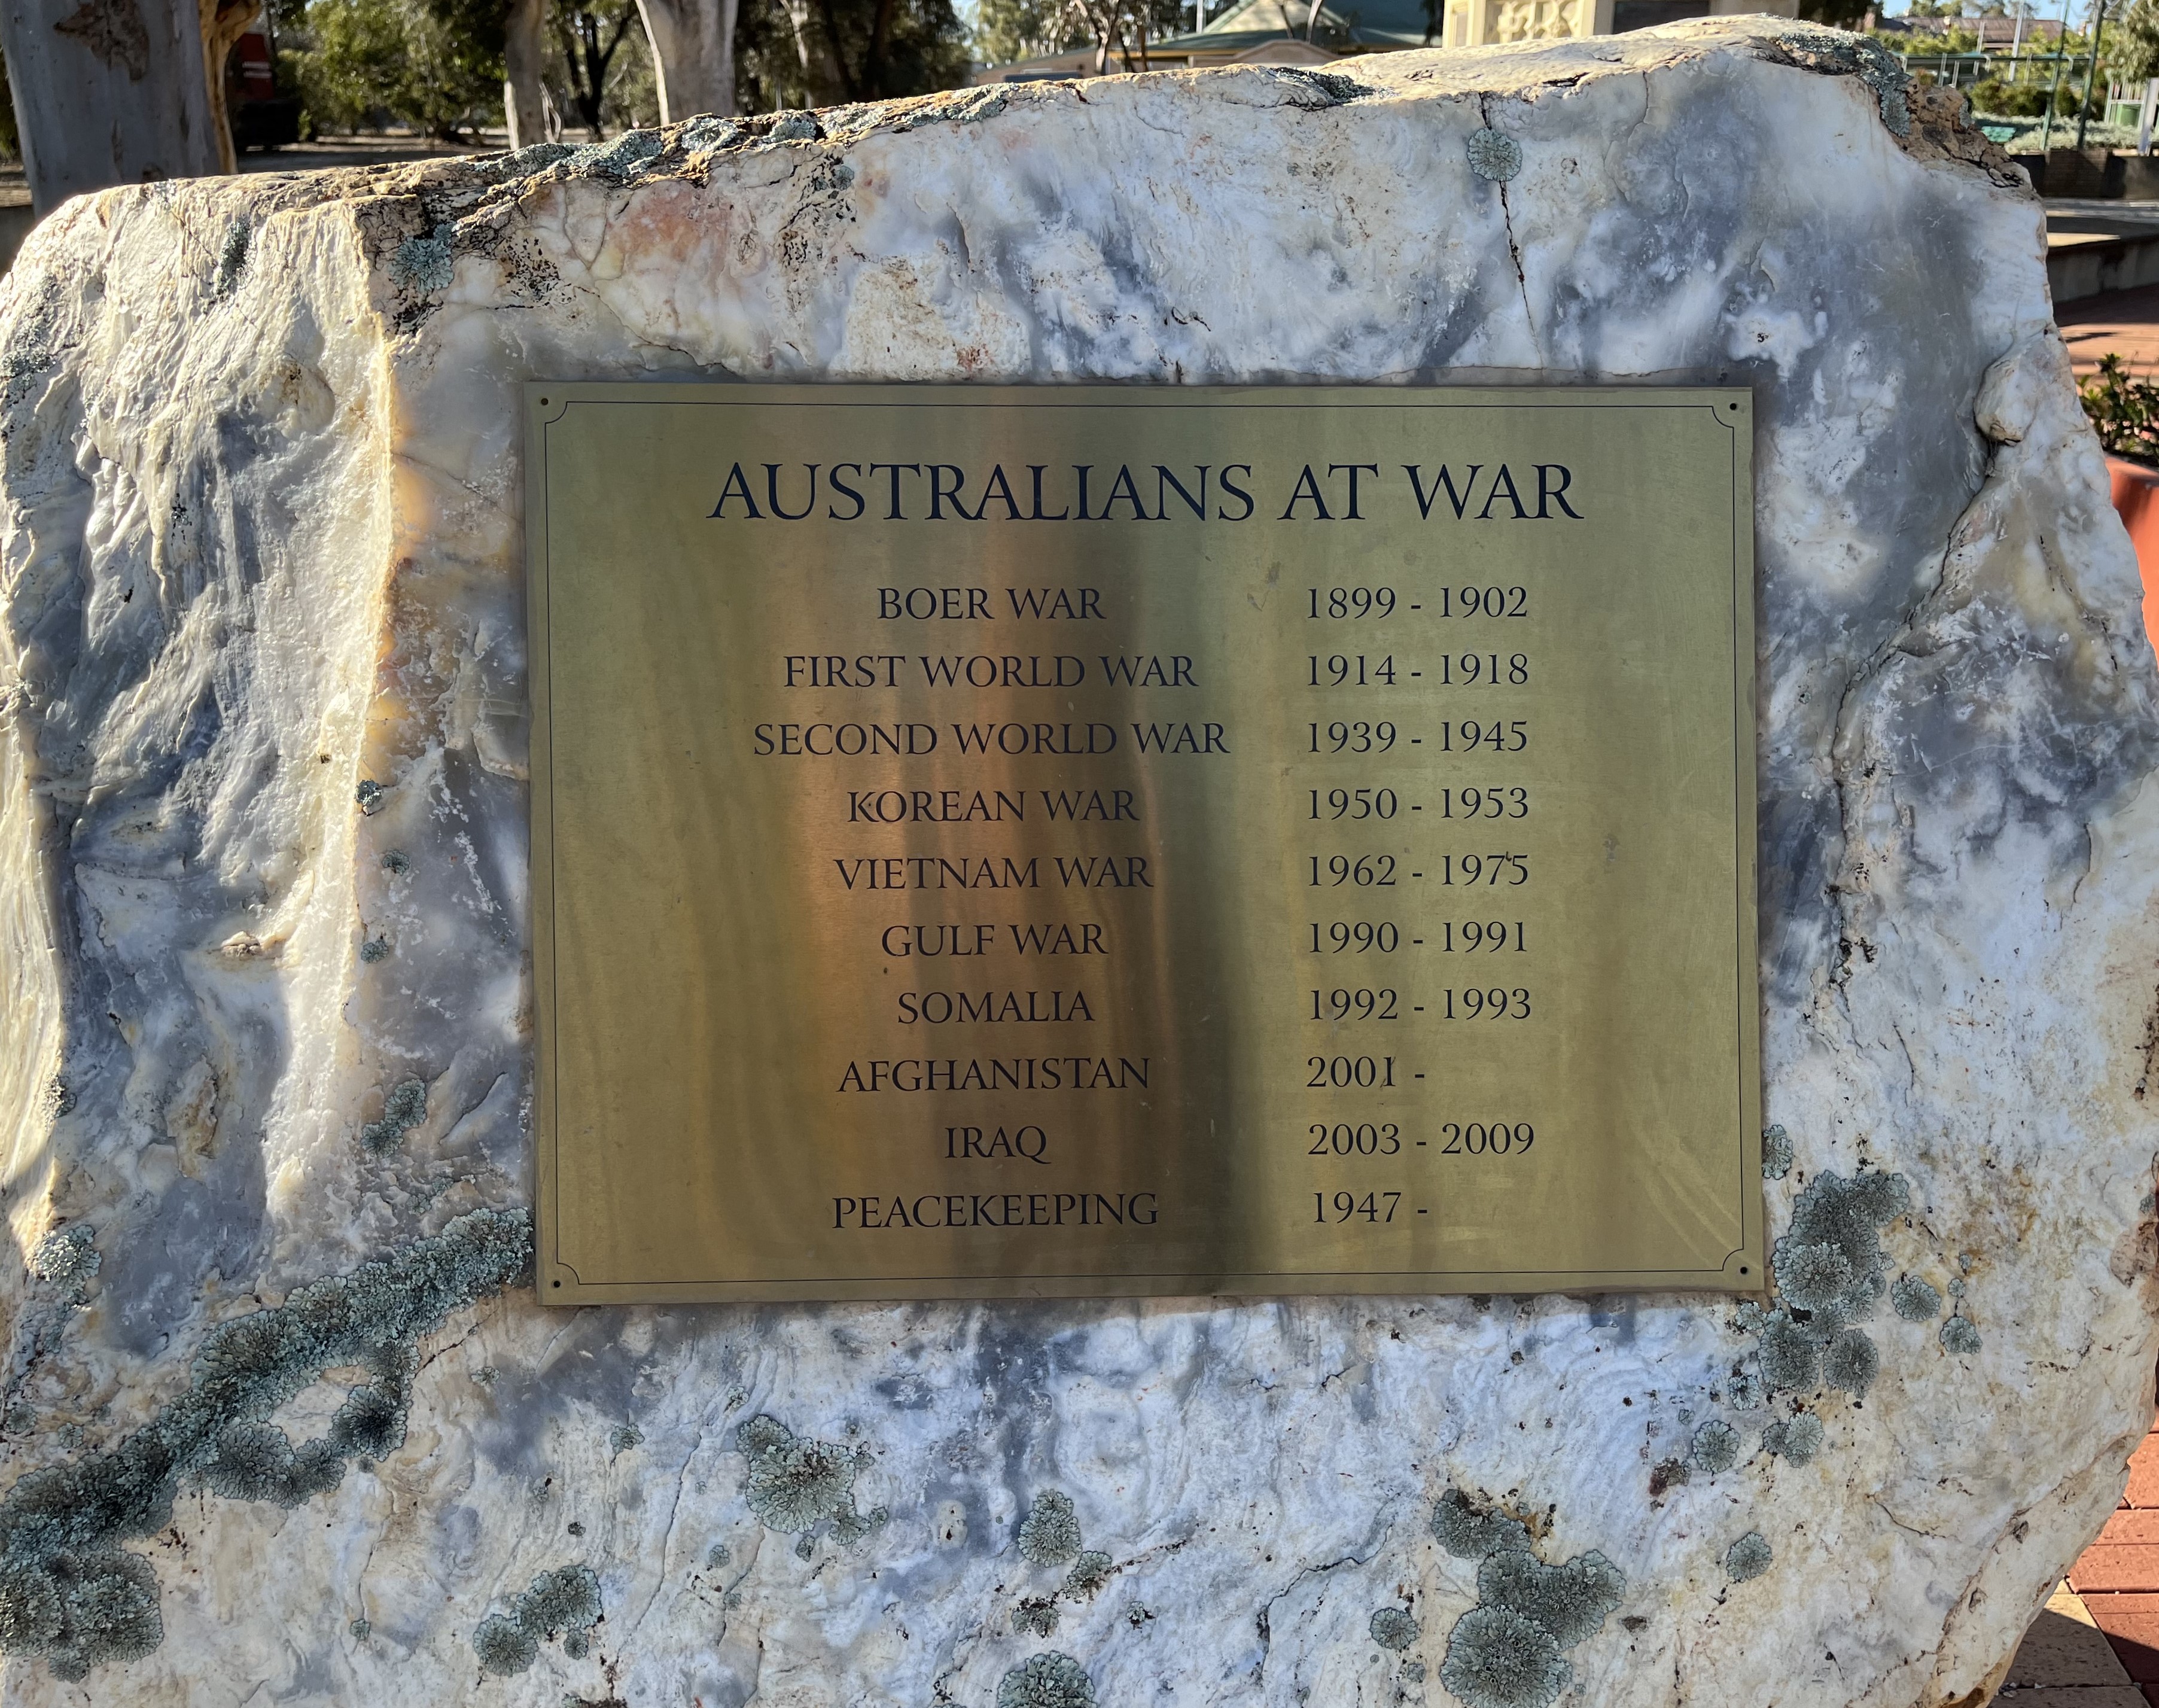 AUSTRALIANS AT WAR
BOER WAR 1899 - 1902
FIRST WORLD WAR 1914 - 1918
SECOND WORLD WAR 1939 - 1945
KOREAN WAR 1950 - 1953
VIETNAM WAR 1962 - 1975
GULF WAR 1990 - 1991
SOMALIA 1992 - 1993
AFGHANISTAN 2001 -
IRAQ 2003 - 2009
PEACEKEEPING 1947 -